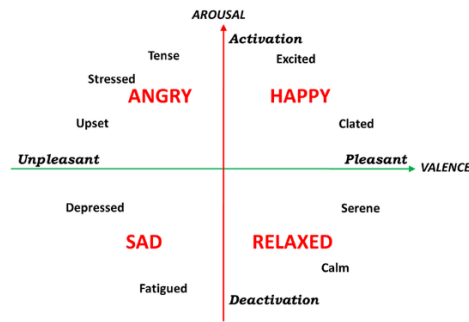 AROUSAL
Activation
Tense
Excited
Stressed
ANGRY
HAPPY
Upset
Clated
Unpleasant
Pleasant
VALENCE
Depressed
Serene
SAD
RELAXED
Calm
Fatigued
Deactivation